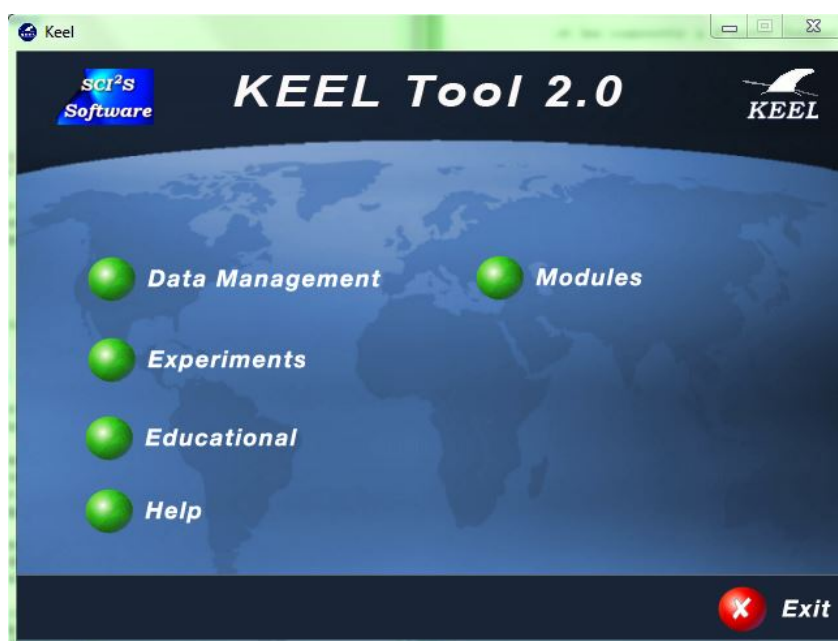 Keel
SCI²S
Software
KEEL Tool 2.0
KEEL
Data Management
Modules
Experiments
Educational
Help
Exit